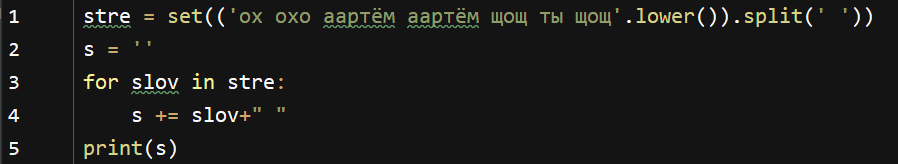 1 stre = set(('ох охо аартём аартём щощ ты щощ'.lower()).split(' '))
2 s = ''
3 for slov in stre:
4     s += slov+" "
5 print(s)